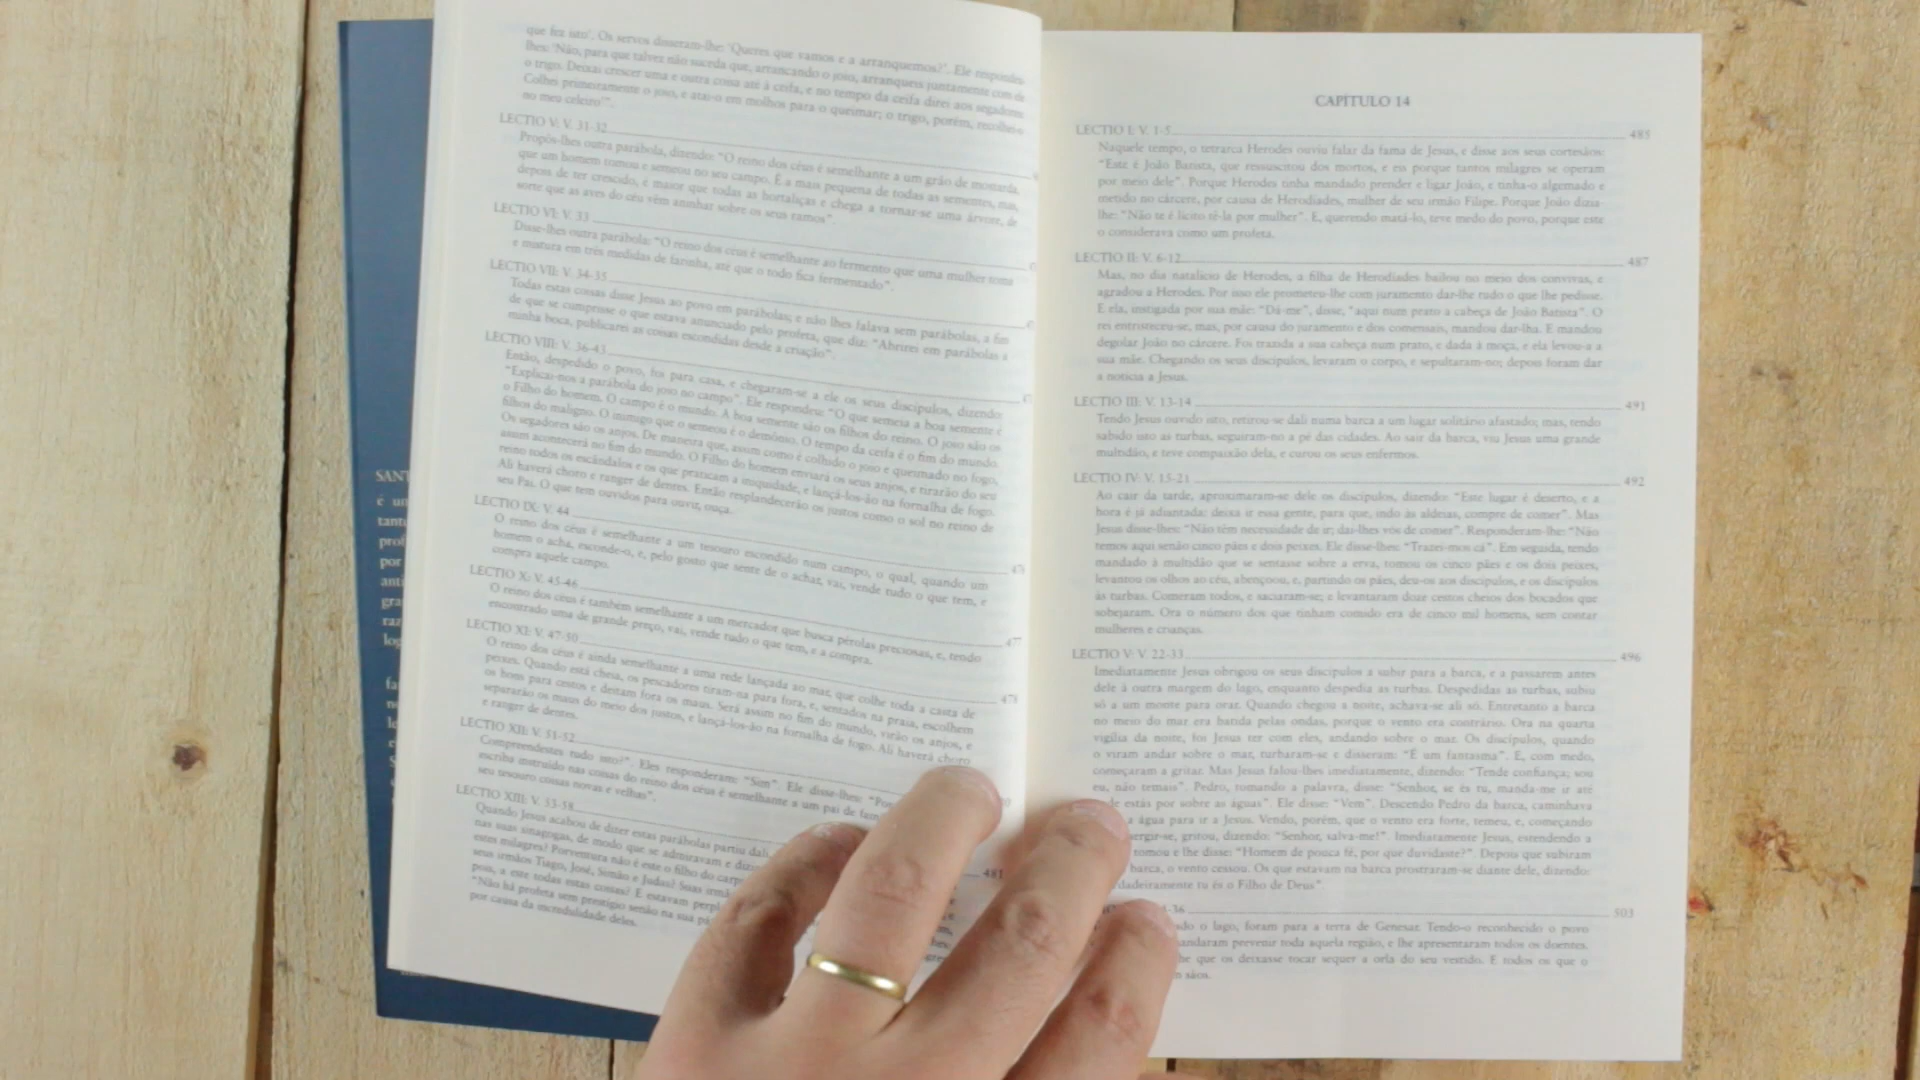 que fez isto'. Os servos disseram-lhe: 'Queres que vamos e a arranquemos?'. Ele respondeu-
lhes: 'Não, para que talvez não suceda que, arrancando o joio, arranqueis juntamente com ele
o trigo. Deixai crescer uma e outra coisa até à ceifa, e no tempo da ceifa direi aos segadores:
Colhei primeiramente o joio, e atai-o em molhos para o queimar; o trigo, porém, recolhei-o
no meu celeiro'".
LECTIO V: V. 31-32
Propôs-lhes outra parábola, dizendo: "O reino dos céus é semelhante a um grão de mostarda,
que um homem tomou e semeou no seu campo. É a mais pequena de todas as sementes, mas,
depois de ter crescido, é maior que todas as hortaliças e chega a tornar-se uma árvore, de
sorte que as aves do céu vêm aninhar sobre os seus ramos".
LECTIO VI: V. 33
Disse-lhes outra parábola: "O reino dos céus é semelhante ao fermento que uma mulher toma
e mistura em três medidas de farinha, até que o todo fica fermentado".
LECTIO VII: V. 34-35
Todas estas coisas disse Jesus ao povo em parábolas; e não lhes falava sem parábolas, a fim
de que se cumprisse o que estava anunciado pelo profeta, que diz: "Abrirei em parábolas a
minha boca, publicarei as coisas escondidas desde a criação".
LECTIO VIII: V. 36-43
Então, despedido o povo, foi para casa, e chegaram-se a ele os seus discípulos, dizendo:
"Explicai-nos a parábola do joio no campo". Ele respondeu: "O que semeia a boa semente é
o Filho do homem. O campo é o mundo. A boa semente são os filhos do reino. O joio são os
filhos do maligno. O inimigo que o semeou é o demônio. O tempo da ceifa é o fim do mundo.
Os segadores são os anjos. De maneira que, assim como é colhido o joio e queimado no fogo,
assim acontecerá no fim do mundo. O Filho do homem enviará os seus anjos, e tirarão do seu
reino todos os escândalos e os que praticam a iniquidade, e lançá-los-ão na fornalha de fogo.
Ali haverá choro e ranger de dentes. Então resplandecerão os justos como o sol no reino de
seu Pai. O que tem ouvidos para ouvir, ouça.
LECTIO IX: V. 44 476
O reino dos céus é semelhante a um tesouro escondido num campo, o qual, quando um
homem o acha, esconde-o, e, pelo gosto que sente de o achar, vai, vende tudo o que tem, e
compra aquele campo.
LECTIO X: V. 45-46 477
O reino dos céus é também semelhante a um mercador que busca pérolas preciosas, e, tendo
encontrado uma de grande preço, vai, vende tudo o que tem, e a compra.
LECTIO XI: V. 47-50 478
O reino dos céus é ainda semelhante a uma rede lançada ao mar, que colhe toda a casta de
peixes. Quando está cheia, os pescadores tiram-na para fora, e, sentados na praia, escolhem
os bons para cestos e deitam fora os maus. Será assim no fim do mundo, virão os anjos, e
separarão os maus do meio dos justos, e lançá-los-ão na fornalha de fogo. Ali haverá choro
e ranger de dentes.
LECTIO XII: V. 51-52
Compreendestes tudo isto?". Eles responderam: "Sim". Ele disse-lhes:
escriba instruído nas coisas do reino dos céus é semelhante a um pai de
seu tesouro coisas novas e velhas".
LECTIO XIII: V. 53-58 481
Quando Jesus acabou de dizer estas parábolas partiu dali.
nas suas sinagogas, de modo que se admiravam e
estes milagres? Porventura não é este o filho do
seus irmãos Tiago, José, Simão e Judas? Suas
pois, a este todas estas coisas? E estavam
"Não há profeta sem prestígio senão na sua
por causa da incredulidade deles.
CAPÍTULO 14
LECTIO I: V. 1-5 485
Naquele tempo, o tetrarca Herodes ouviu falar da fama de Jesus, e disse aos seus cortesãos:
"Este é João Batista, que ressuscitou dos mortos, e eis porque tantos milagres se operam
por meio dele". Porque Herodes tinha mandado prender e ligar João, e tinha-o algemado e
metido no cárcere, por causa de Herodíades, mulher de seu irmão Filipe. Porque João dizia-
lhe: "Não te é lícito tê-la por mulher". E, querendo matá-lo, teve medo do povo, porque este
o considerava como um profeta.
LECTIO II: V. 6-12 487
Mas, no dia natalício de Herodes, a filha de Herodíades bailou no meio dos convivas, e
agradou a Herodes. Por isso ele prometeu-lhe com juramento dar-lhe tudo o que lhe pedisse.
E ela, instigada por sua mãe: "Dá-me", disse, "aqui num prato a cabeça de João Batista". O
rei entristeceu-se, mas, por causa do juramento e dos comensais, mandou dar-lha. E mandou
degolar João no cárcere. Foi trazida a sua cabeça num prato, e dada à moça, e ela levou-a a
sua mãe. Chegando os seus discípulos, levaram o corpo, e sepultaram-no; depois foram dar
a notícia a Jesus.
LECTIO III: V. 13-14 491
Tendo Jesus ouvido isto, retirou-se dali numa barca a um lugar solitário afastado; mas, tendo
sabido isto as turbas, seguiram-no a pé das cidades. Ao sair da barca, viu Jesus uma grande
multidão, e teve compaixão dela, e curou os seus enfermos.
LECTIO IV: V. 15-21 492
Ao cair da tarde, aproximaram-se dele os discípulos, dizendo: "Este lugar é deserto, e a
hora é já adiantada; deixa ir essa gente, para que, indo às aldeias, compre de comer". Mas
Jesus disse-lhes: "Não têm necessidade de ir; dai-lhes vós de comer". Responderam-lhe: "Não
temos aqui senão cinco pães e dois peixes. Ele disse-lhes: "Trazei-mos cá". Em seguida, tendo
mandado à multidão que se sentasse sobre a erva, tomou os cinco pães e os dois peixes,
levantou os olhos ao céu, abençoou, e, partindo os pães, deu-os aos discípulos, e os discípulos
às turbas. Comeram todos, e saciaram-se; e levantaram doze cestos cheios dos bocados que
sobejaram. Ora o número dos que tinham comido era de cinco mil homens, sem contar
mulheres e crianças.
LECTIO V: V. 22-33 496
Imediatamente Jesus obrigou os seus discípulos a subir para a barca, e a passarem antes
dele à outra margem do lago, enquanto despedia as turbas. Despedidas as turbas, subiu
só a um monte para orar. Quando chegou a noite, achava-se ali só. Entretanto a barca
no meio do mar era batida pelas ondas, porque o vento era contrário. Ora na quarta
vigília da noite, foi Jesus ter com eles, andando sobre o mar. Os discípulos, quando
o viram andar sobre o mar, turbaram-se e disseram: "É um fantasma". E, com medo,
começaram a gritar. Mas Jesus falou-lhes imediatamente, dizendo: "Tende confiança; sou
eu, não temais". Pedro, tomando a palavra, disse: "Senhor, se és tu, manda-me ir até
de estás por sobre as águas". Ele disse: "Vem". Descendo Pedro da barca, caminhava
a água para ir a Jesus. Vendo, porém, que o vento era forte, temeu, e, começando
ergir-se, gritou, dizendo: "Senhor, salva-me!". Imediatamente Jesus, estendendo a
tomou e lhe disse: "Homem de pouca fé, por que duvidaste?". Depois que subiram
barca, o vento cessou. Os que estavam na barca prostraram-se diante dele, dizendo:
dadeiramente tu és o Filho de Deus"
-36 503
do o lago, foram para a terra de Genesar. Tendo-o reconhecido o povo
andaram prevenir toda aquela região, e lhe apresentaram todos os doentes.
he que os deixasse tocar sequer a orla do seu vestido. E todos os que o
n sãos.
SANT
é un
tant
prof
por
anti
gra
raz
log